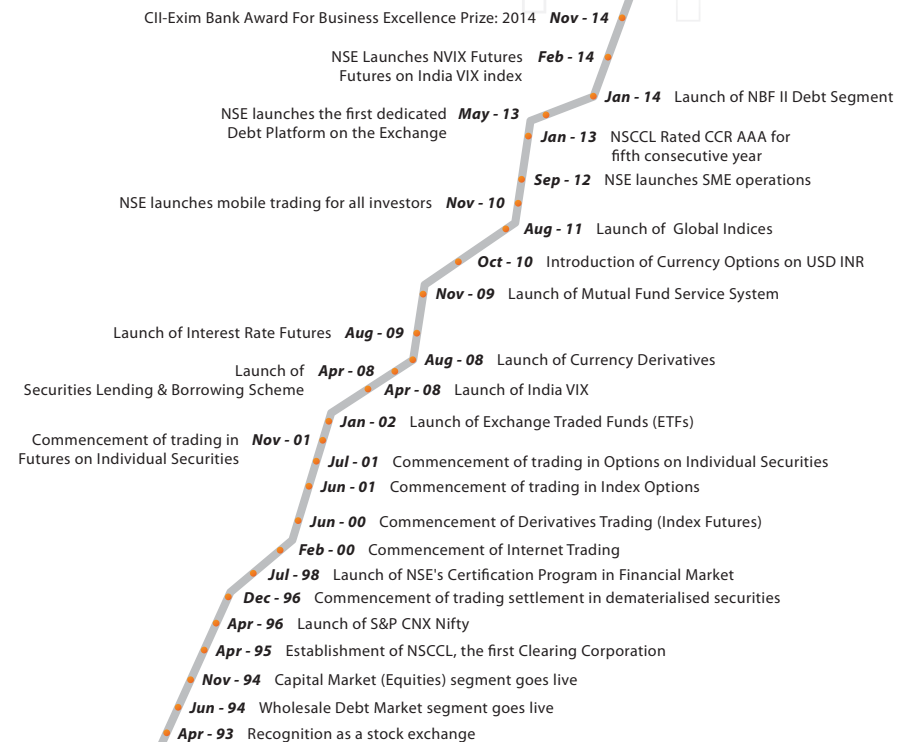 CII-Exim Bank Award For Business Excellence Prize: 2014 Nov - 14
NSE Launches NVIX Futures Feb - 14
Futures on India VIX index
Jan - 14 Launch of NBF II Debt Segment
NSE launches the first dedicated May - 13
Debt Platform on the Exchange
Jan - 13 NSCCL Rated CCR AAA for
fifth consecutive year
Sep - 12 NSE launches SME operations
NSE launches mobile trading for all investors Nov - 10
Aug - 11 Launch of Global Indices
Oct - 10 Introduction of Currency Options on USD INR
Nov - 09 Launch of Mutual Fund Service System
Launch of Interest Rate Futures Aug - 09
Aug - 08 Launch of Currency Derivatives
Launch of Apr - 08
Securities Lending & Borrowing Scheme
Apr - 08 Launch of India VIX
Jan - 02 Launch of Exchange Traded Funds (ETFs)
Commencement of trading in Nov - 01
Futures on Individual Securities
Jul - 01 Commencement of trading in Options on Individual Securities
Jun - 01 Commencement of trading in Index Options
Jun - 00 Commencement of Derivatives Trading (Index Futures)
Feb - 00 Commencement of Internet Trading
Jul - 98 Launch of NSE's Certification Program in Financial Market
Dec - 96 Commencement of trading settlement in dematerialised securities
Apr - 96 Launch of S&P CNX Nifty
Apr - 95 Establishment of NSCCL, the first Clearing Corporation
Nov - 94 Capital Market (Equities) segment goes live
Jun - 94 Wholesale Debt Market segment goes live
Apr - 93 Recognition as a stock exchange